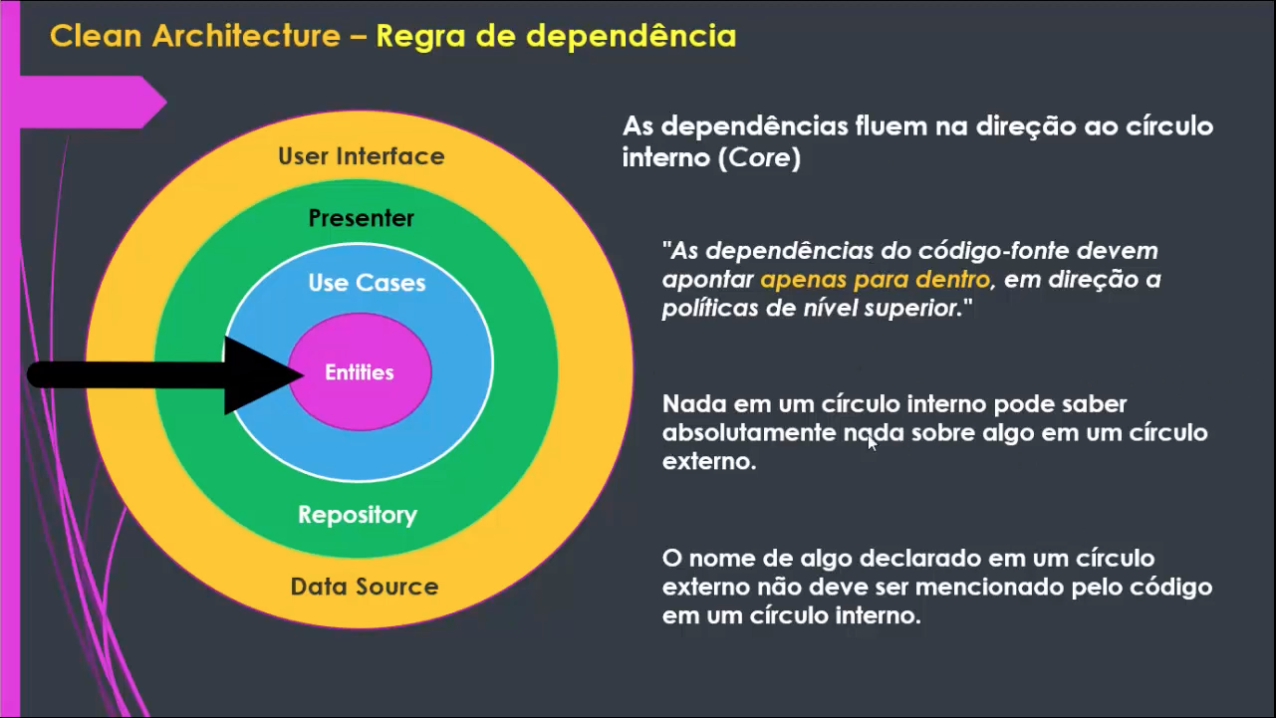 Clean Architecture – Regra de dependência
User Interface
Presenter
Use Cases
Entities
Repository
Data Source
As dependências fluem na direção ao círculo
interno (Core)
"As dependências do código-fonte devem
apontar apenas para dentro, em direção a
políticas de nível superior."
Nada em um círculo interno pode saber
absolutamente nada sobre algo em um círculo
externo.
O nome de algo declarado em um círculo
externo não deve ser mencionado pelo código
em um círculo interno.